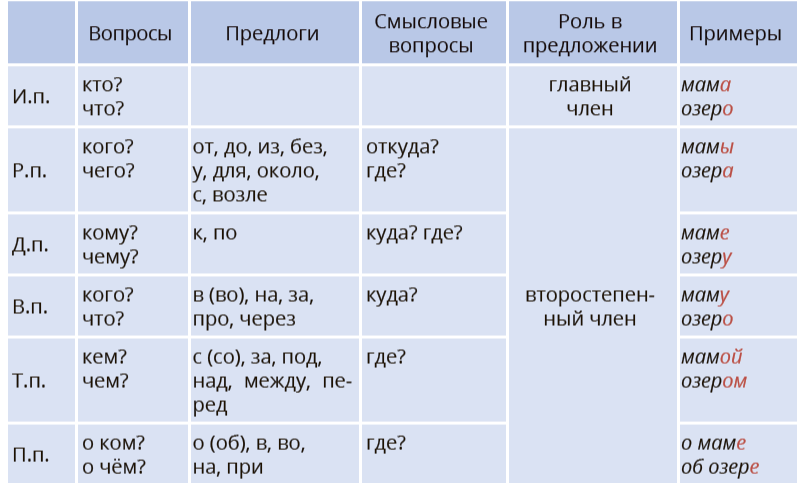 Вопросы Предлоги Смысловые вопросы Роль в предложении Примеры
И.п. кто? главный мама
что? член озеро
Р.п. кого? от, до, из, без, откуда? мамы
чего? у, для, около, где? озера
с, возле
Д.п. кому? к, по куда? где? маме
чему? озеру
В.п. кого? в (во), на, за, куда? второстепен- маму
что? про, через ный член озеро
Т.п. кем? с (со), за, под, где? мамой
чем? над, между, пе- озером
ред
П.п. о ком? о (об), в, во, где? о маме
о чём? на, при об озере